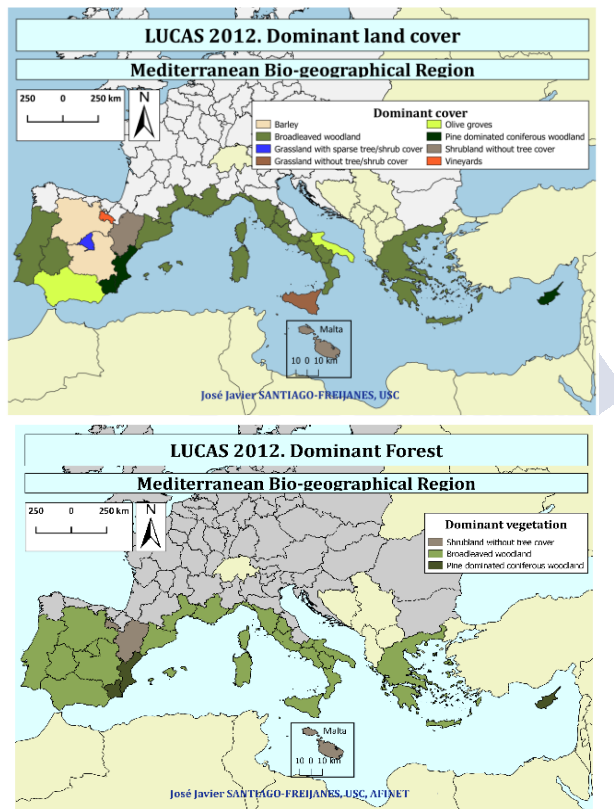 LUCAS 2012. Dominant land cover
Mediterranean Bio-geographical Region
250 0 250 km
N
Dominant cover
Barley
Broadleaved woodland
Grassland with sparse tree/shrub cover
Grassland without tree/shrub cover
Olive groves
Pine dominated coniferous woodland
Shrubland without tree cover
Vineyards
Malta
10 0 10 km
José Javier SANTIAGO-FREIJANES, USC
LUCAS 2012. Dominant Forest
Mediterranean Bio-geographical Region
250 0 250 km
N
Dominant vegetation
Shrubland without tree cover
Broadleaved woodland
Pine dominated coniferous woodland
Malta
10 0 10 km
José Javier SANTIAGO-FREIJANES, USC, AFINET